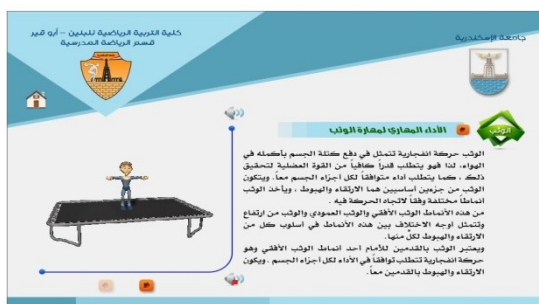 كلية التربية الرياضية للبنين – أبو قير
قسم الرياضة المدرسية
جامعة الإسكندرية
الوثب
الأداء المهاري لمهارة الوثب
الوثب حركة انفجارية تتمثل في دفع كتلة الجسم بأكمله في
الهواء، لذا فهو يتطلب قدراً كافياً من القوة العضلية لتحقيق
ذلك ، كما يتطلب أداء متوافقاً لكل أجزاء الجسم معاً. ويتكون
الوثب من جزءين أساسيين هما الارتقاء والهبوط ، ويأخذ الوثب
أنماطاً مختلفة وفقاً لاتجاه الحركة فيه .
من هذه الأنماط الوثب الأفقي والوثب العمودي والوثب من ارتفاع
وتتمثل أوجه الاختلاف بين هذه الأنماط في أسلوب كل من
الارتقاء والهبوط لكل منها.
ويعتبر الوثب بالقدمين للأمام أحد أنماط الوثب الأفقي وهو
حركة انفجارية تتطلب توافقاً في الأداء لكل أجزاء الجسم . ويكون
الارتقاء والهبوط بالقدمين معاً.